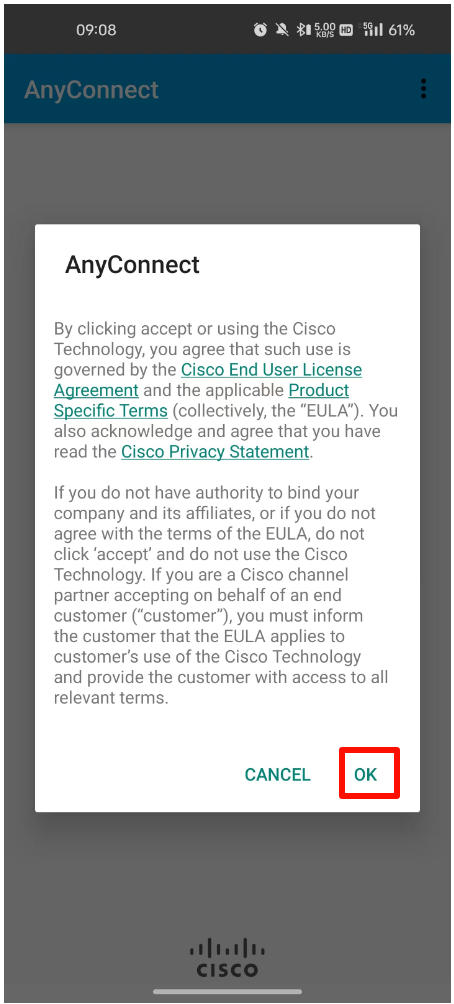 09:08
5.00
KB/S
HD
5G
61%
AnyConnect
AnyConnect
By clicking accept or using the Cisco
Technology, you agree that such use is
governed by the Cisco End User License
Agreement and the applicable Product
Specific Terms (collectively, the “EULA”). You
also acknowledge and agree that you have
read the Cisco Privacy Statement.
If you do not have authority to bind your
company and its affiliates, or if you do not
agree with the terms of the EULA, do not
click ‘accept’ and do not use the Cisco
Technology. If you are a Cisco channel
partner accepting on behalf of an end
customer (“customer”), you must inform
the customer that the EULA applies to
customer’s use of the Cisco Technology
and provide the customer with access to all
relevant terms.
CANCEL
OK
CISCO